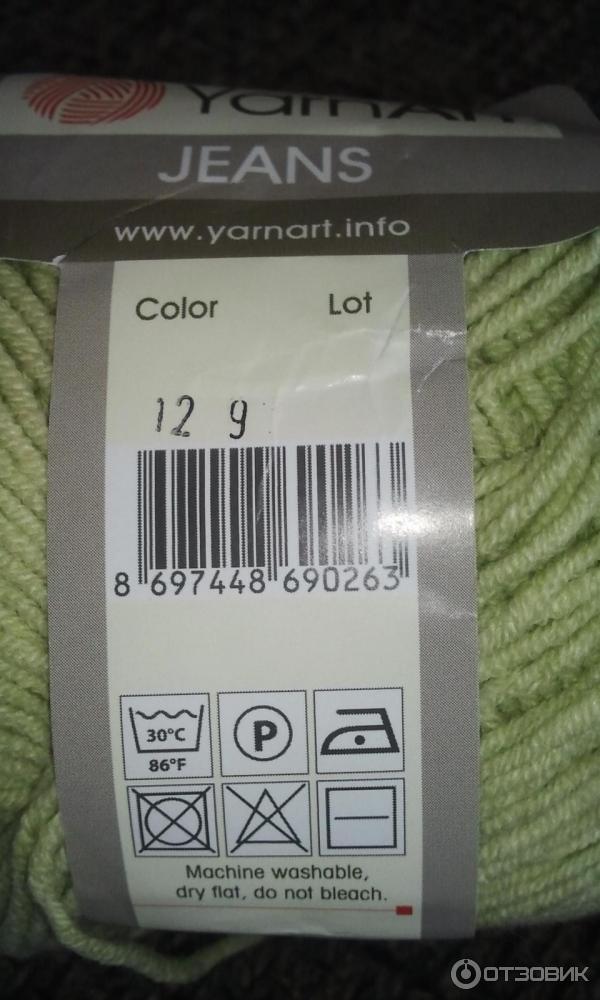 YarnArt
JEANS
www.yarnart.info
Color Lot
12 9
8 697448 690263
30°C
86°F
P
Machine washable,
dry flat, do not bleach.
ОТЗОВИК